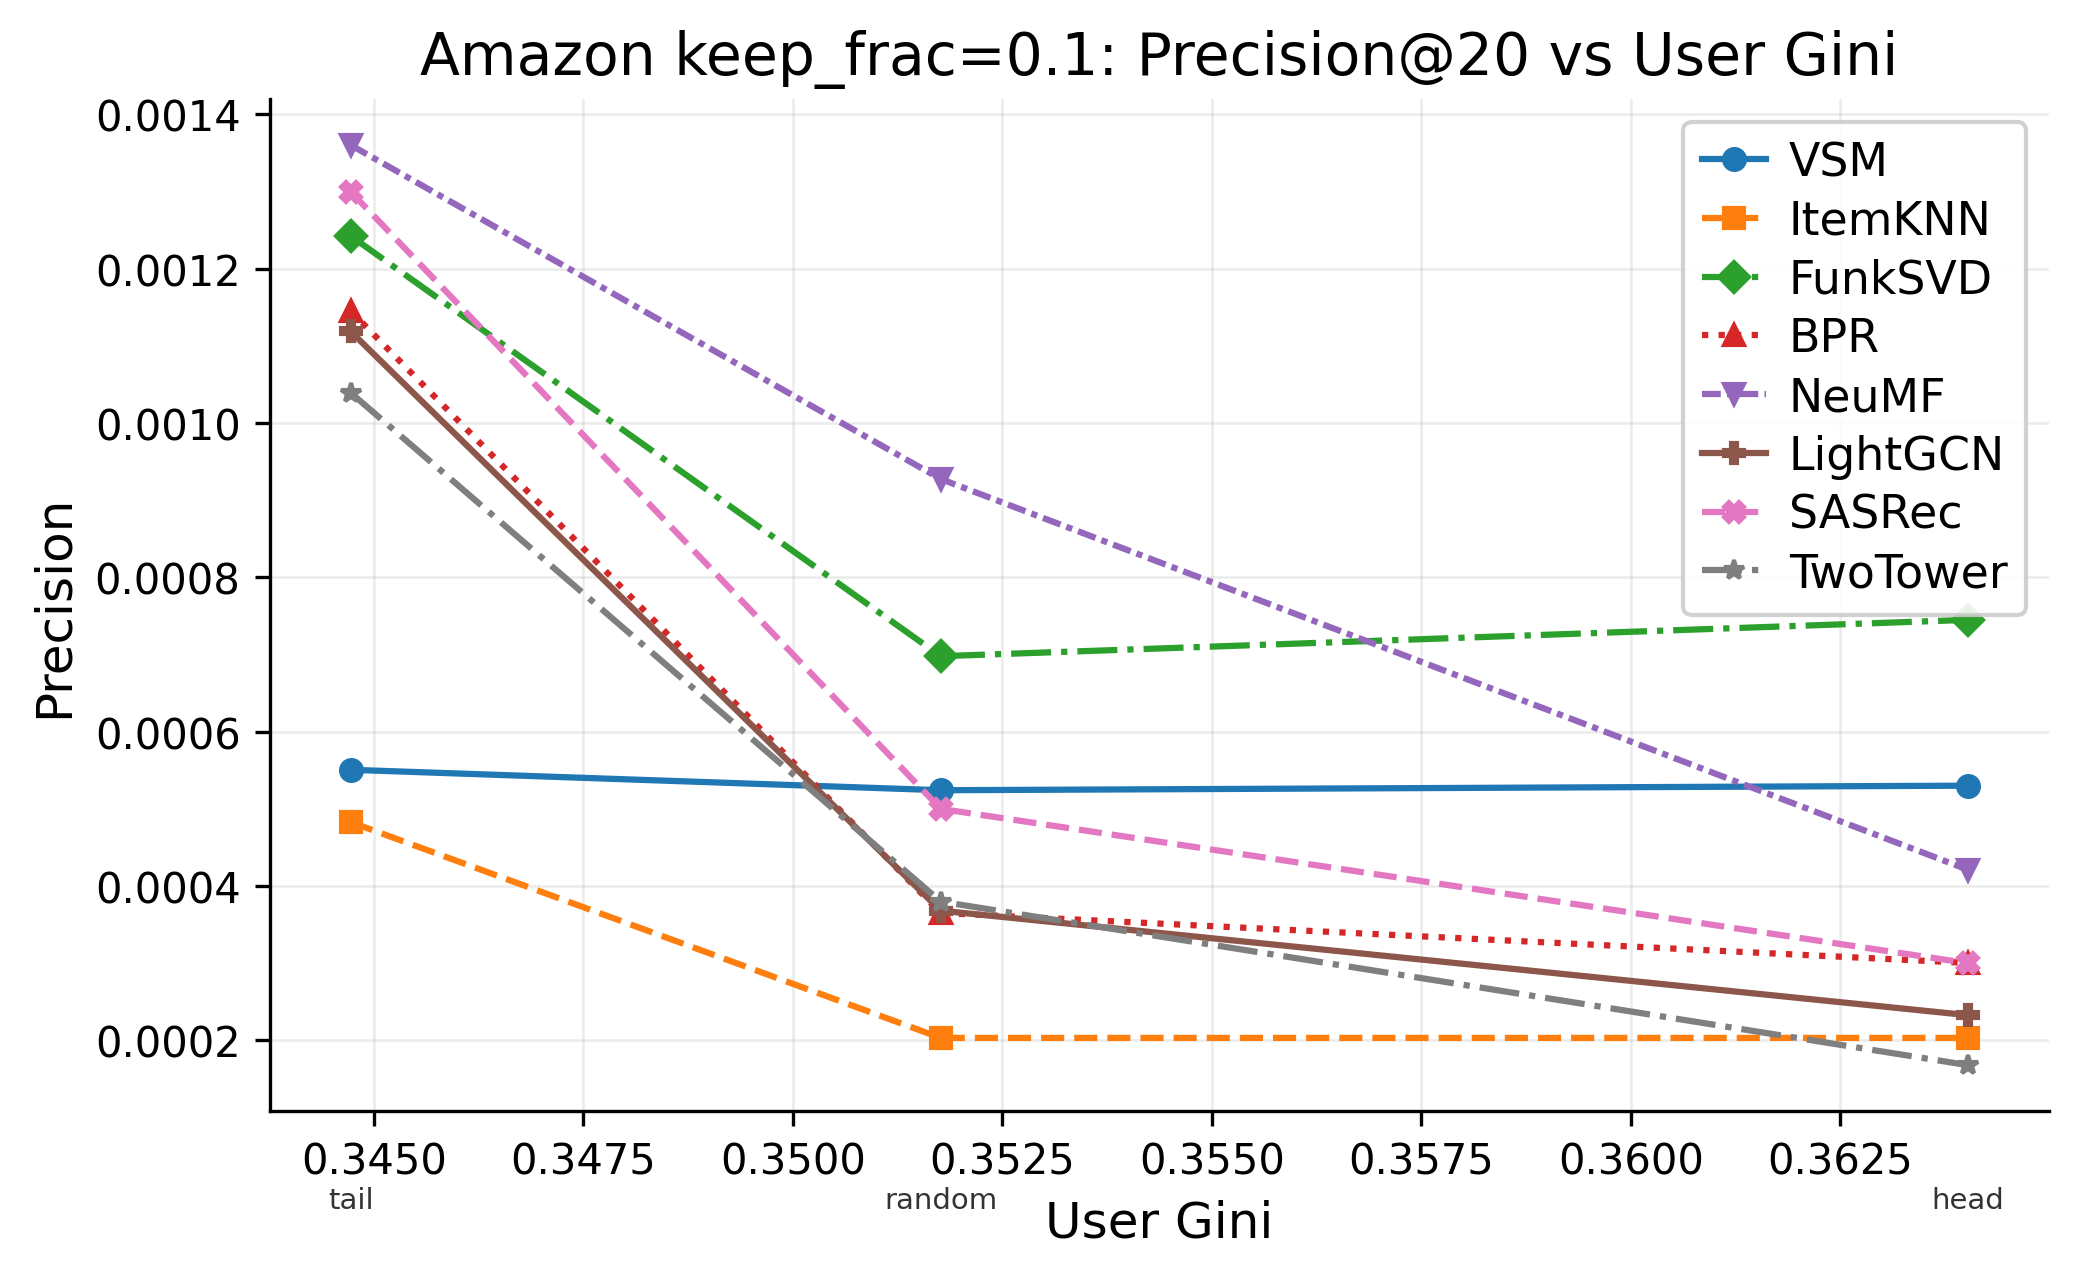 Amazon keep_frac=0.1: Precision@20 vs User Gini
Precision
0.0014
0.0012
0.0010
0.0008
0.0006
0.0004
0.0002
VSM
ItemKNN
FunkSVD
BPR
NeuMF
LightGCN
SASRec
TwoTower
0.3450 0.3475 0.3500 0.3525 0.3550 0.3575 0.3600 0.3625
tail random head
User Gini